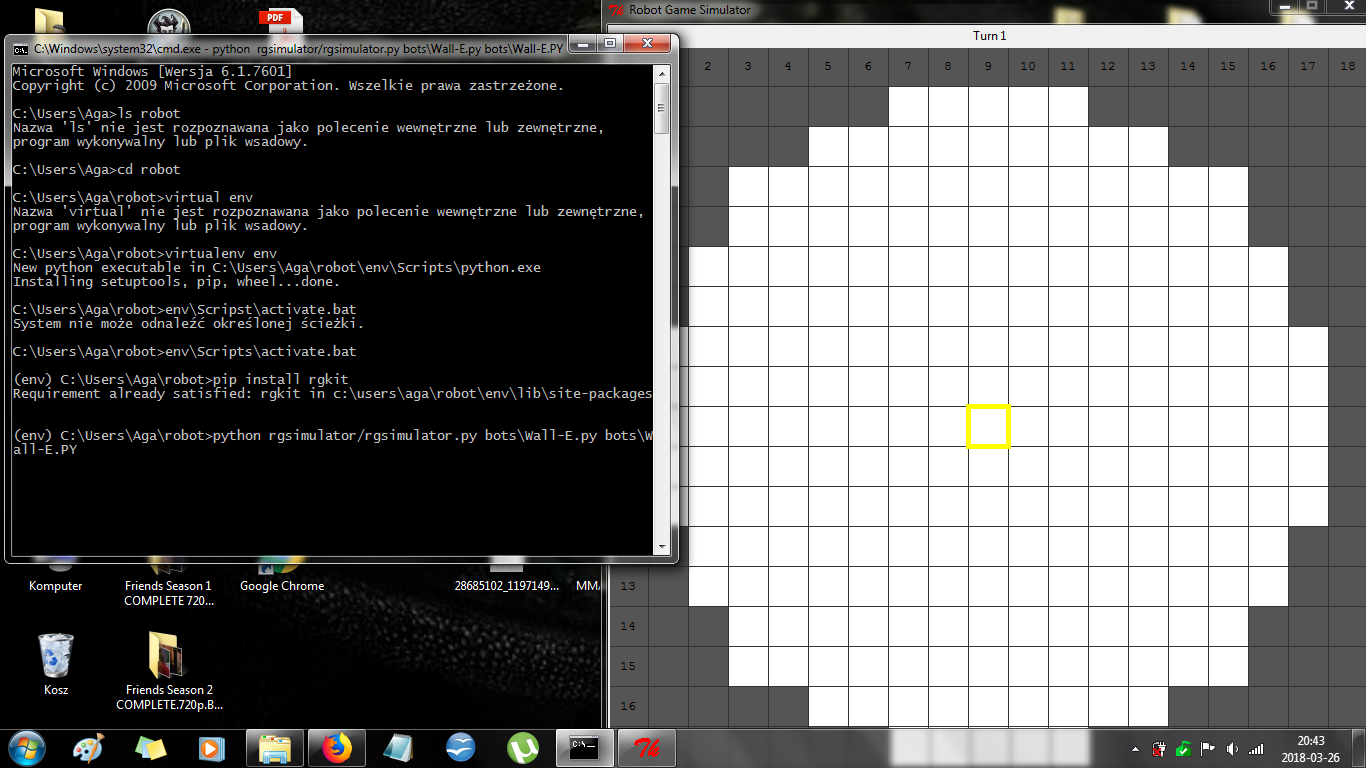 PDF
Robot Game Simulator
Turn 1
2 3 4 5 6 7 8 9 10 11 12 13 14 15 16 17 18
C:\Windows\system32\cmd.exe - python  rgsimulator/rgsimulator.py bots\Wall-E.py bots\Wall-E.PY
Microsoft Windows [Wersja 6.1.7601]
Copyright (c) 2009 Microsoft Corporation. Wszelkie prawa zastrzeżone.
C:\Users\Aga>ls robot
Nazwa 'ls' nie jest rozpoznawana jako polecenie wewnętrzne lub zewnętrzne,
program wykonywalny lub plik wsadowy.
C:\Users\Aga>cd robot
C:\Users\Aga\robot>virtual env
Nazwa 'virtual' nie jest rozpoznawana jako polecenie wewnętrzne lub zewnętrzne,
program wykonywalny lub plik wsadowy.
C:\Users\Aga\robot>virtualenv env
New python executable in C:\Users\Aga\robot\env\Scripts\python.exe
Installing setuptools, pip, wheel...done.
C:\Users\Aga\robot>env\Scripst\activate.bat
System nie może odnaleźć określonej ścieżki.
C:\Users\Aga\robot>env\Scripts\activate.bat
(env) C:\Users\Aga\robot>pip install rgkit
Requirement already satisfied: rgkit in c:\users\aga\robot\env\lib\site-packages
(env) C:\Users\Aga\robot>python rgsimulator/rgsimulator.py bots\Wall-E.py bots\W
all-E.PY
13
14
15
16
Komputer
Friends Season 1
COMPLETE 720...
Google Chrome
28685102_1197149...
MMA
Kosz
Friends Season 2
COMPLETE.720p.B...
C:\_
20:43
2018-03-26